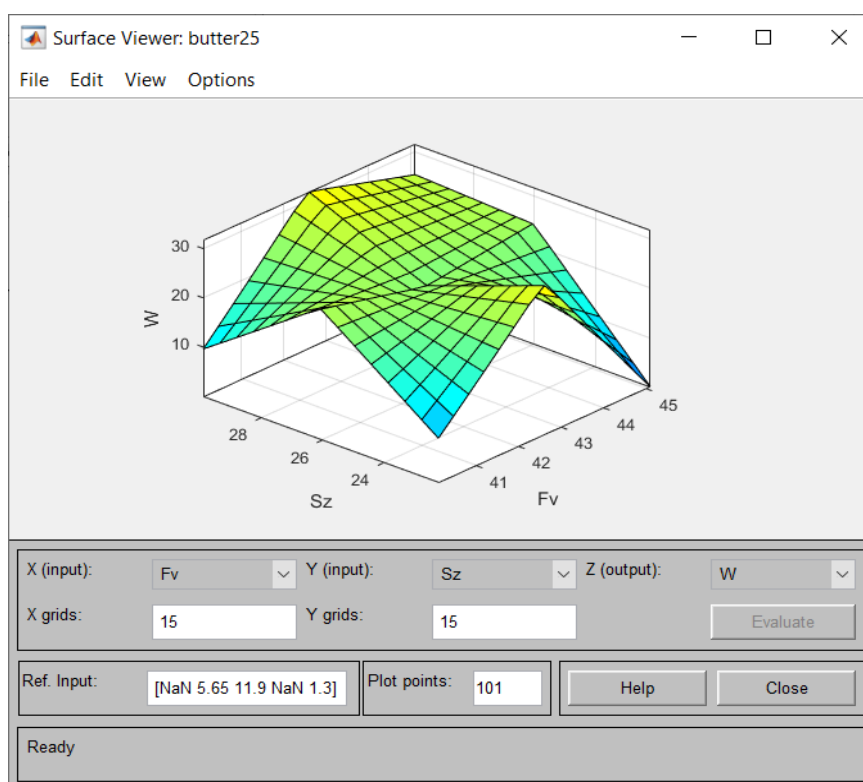 Surface Viewer: butter25
File Edit View Options
30
20
10
W
28
26
24
Sz
45
44
43
42
41
Fv
X (input): Fv Y (input): Sz Z (output): W
X grids: 15 Y grids: 15 Evaluate
Ref. Input: [NaN 5.65 11.9 NaN 1.3] Plot points: 101 Help Close
Ready